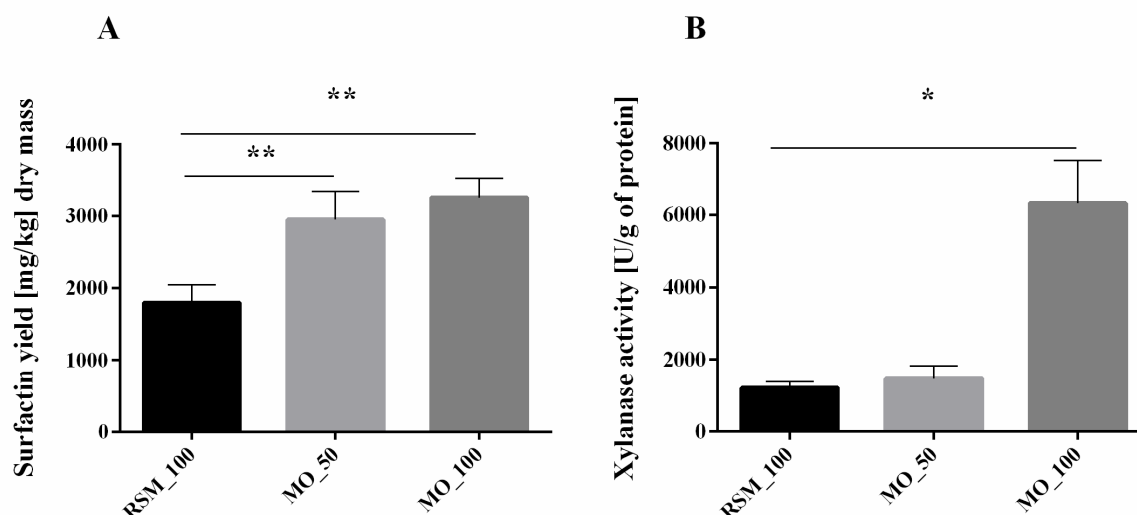 A
Surfactin yield [mg/kg] dry mass
**
**
4000
3000
2000
1000
0
RSM_100
MO_50
MO_100
B
Xylanase activity [U/g of protein]
*
8000
6000
4000
2000
0
RSM_100
MO_50
MO_100